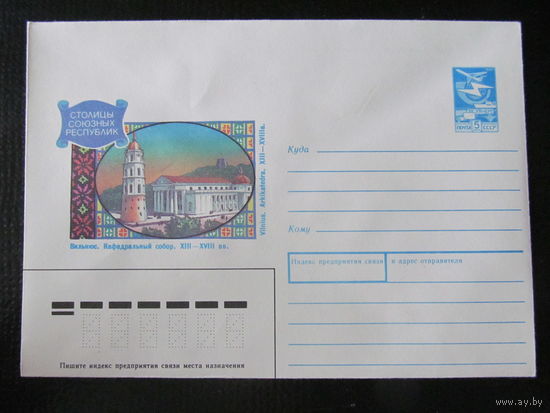 СТОЛИЦЫ
СОЮЗНЫХ
РЕСПУБЛИК
Вильнюс. Кафедральный собор. XIII—XVIII вв.
Vilnius. Arkikatedra. XIII—XVIIIa.
ПОЧТА 5 СССР
Куда
Кому
Индекс предприятия связи и адрес отправителя
Пишите индекс предприятия связи места назначения
www.ay.by